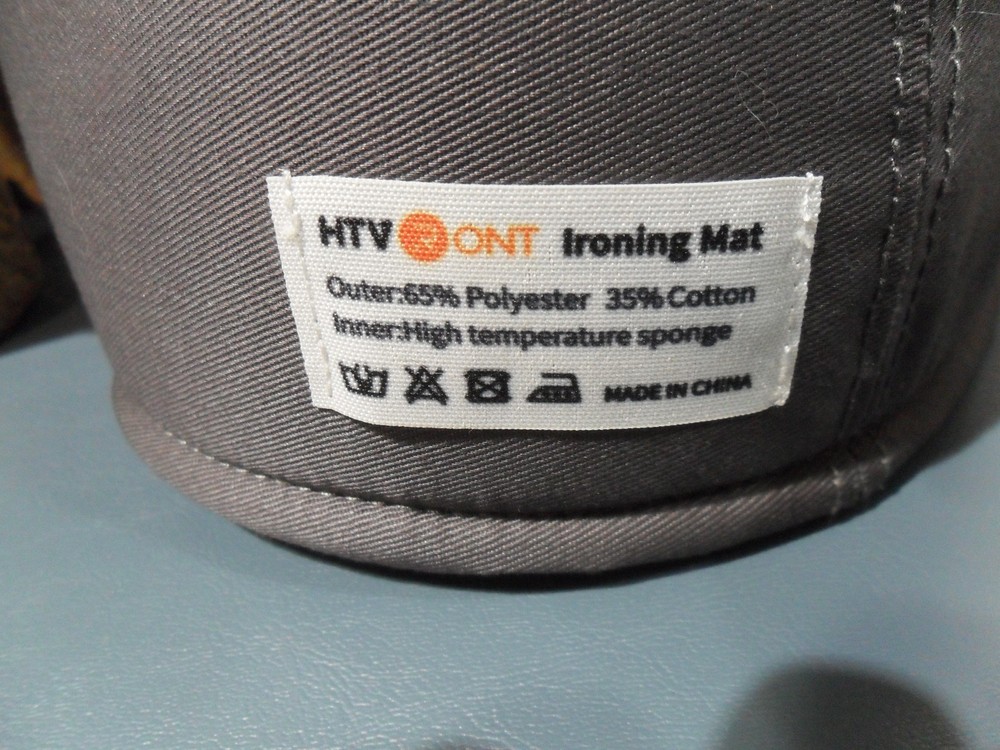 HTVRONT Ironing Mat
Outer:65% Polyester 35% Cotton
Inner:High temperature sponge
MADE IN CHINA